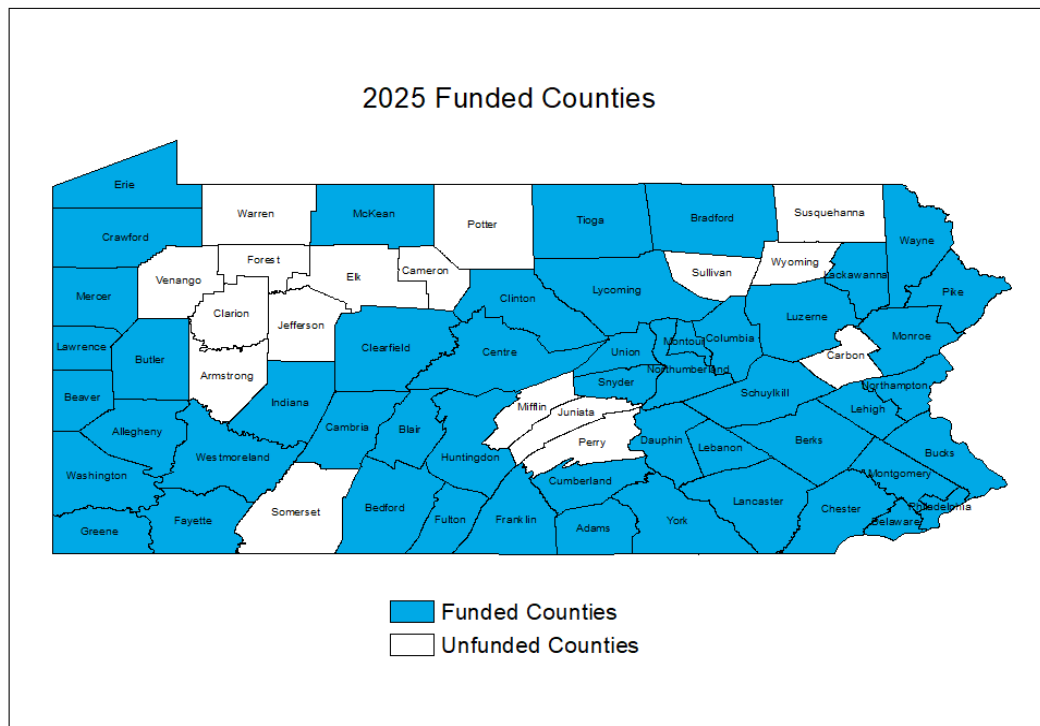 2025 Funded Counties
Erie
Warren
McKean
Potter
Tioga
Bradford
Susquehanna
Wayne
Crawford
Forest
Elk
Cameron
Sullivan
Wyoming
Lackawanna
Pike
Venango
Mercer
Clinton
Lycoming
Clarion
Jefferson
Luzerne
Monroe
Lawrence
Butler
Clearfield
Centre
Union
Montour
Columbia
Carbon
Armstrong
Snyder
Northumberland
Schuylkill
Northampton
Beaver
Indiana
Mifflin
Juniata
Lehigh
Allegheny
Cambria
Blair
Perry
Dauphin
Lebanon
Berks
Bucks
Westmoreland
Huntingdon
Washington
Cumberland
Montgomery
Somerset
Bedford
Lancaster
Philadelphia
Greene
Fayette
Fulton
Franklin
Adams
York
Chester
Delaware
Funded Counties
Unfunded Counties